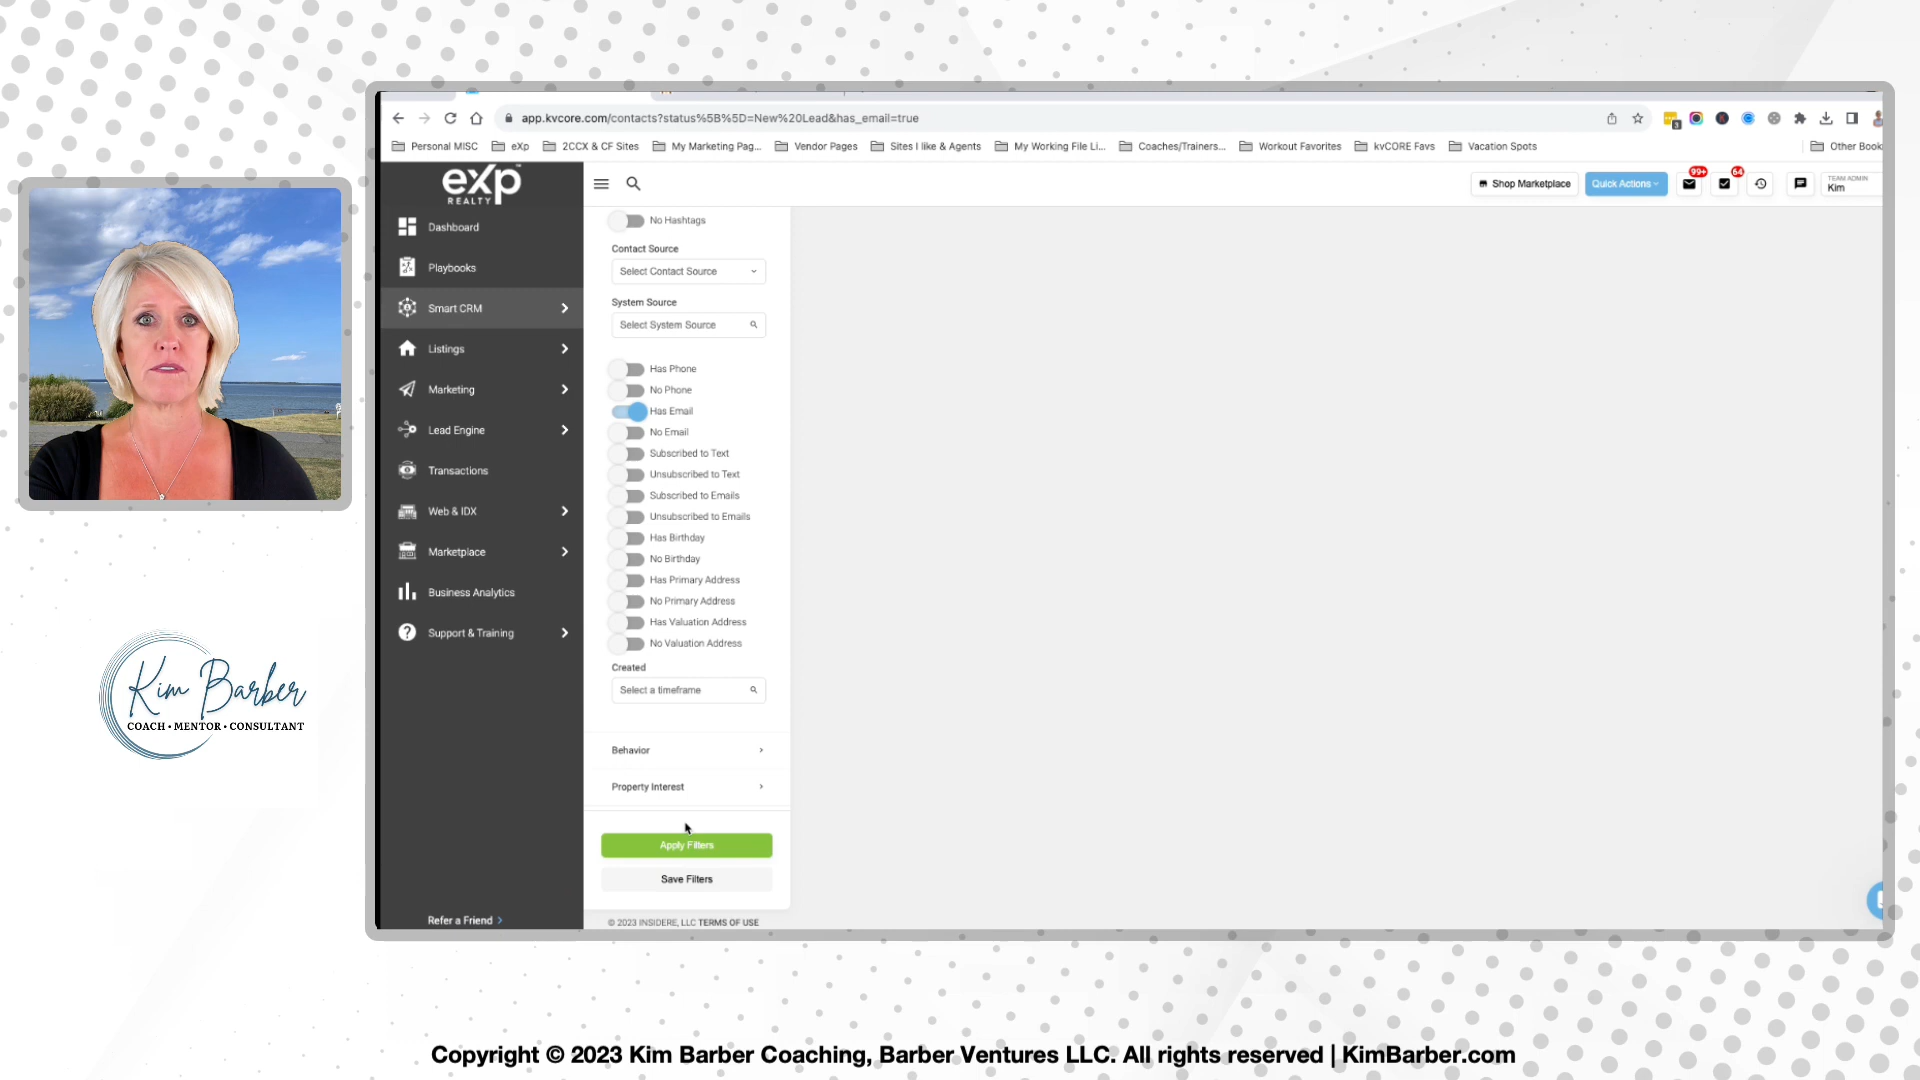 app.kvcore.com/contacts?status%5B%5D=New%20Lead&has_email=true
Personal MISC
eXp
2CCX & CF Sites
My Marketing Pag...
Vendor Pages
Sites I like & Agents
My Working File Li...
Coaches/Trainers...
Workout Favorites
kvCORE Favs
Vacation Spots
Other Book
eXp
REALTY
Shop Marketplace
Quick Actions
99+
64
TEAM ADMIN
Kim
Dashboard
Playbooks
Smart CRM
Listings
Marketing
Lead Engine
Transactions
Web & IDX
Marketplace
Business Analytics
Support & Training
Refer a Friend >
No Hashtags
Contact Source
Select Contact Source
System Source
Select System Source
Has Phone
No Phone
Has Email
No Email
Subscribed to Text
Unsubscribed to Text
Subscribed to Emails
Unsubscribed to Emails
Has Birthday
No Birthday
Has Primary Address
No Primary Address
Has Valuation Address
No Valuation Address
Created
Select a timeframe
Behavior
Property Interest
Apply Filters
Save Filters
© 2023 INSIDERE, LLC TERMS OF USE
Kim Barber
COACH • MENTOR • CONSULTANT
Copyright © 2023 Kim Barber Coaching, Barber Ventures LLC. All rights reserved | KimBarber.com